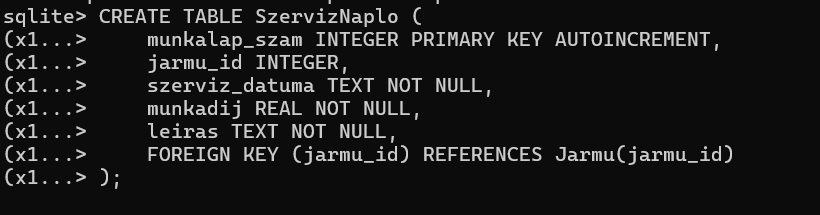 sqlite> CREATE TABLE SzervizNaplo (
(x1...>     munkalap_szam INTEGER PRIMARY KEY AUTOINCREMENT,
(x1...>     jarmu_id INTEGER,
(x1...>     szerviz_datuma TEXT NOT NULL,
(x1...>     munkadij REAL NOT NULL,
(x1...>     leiras TEXT NOT NULL,
(x1...>     FOREIGN KEY (jarmu_id) REFERENCES Jarmu(jarmu_id)
(x1...> );